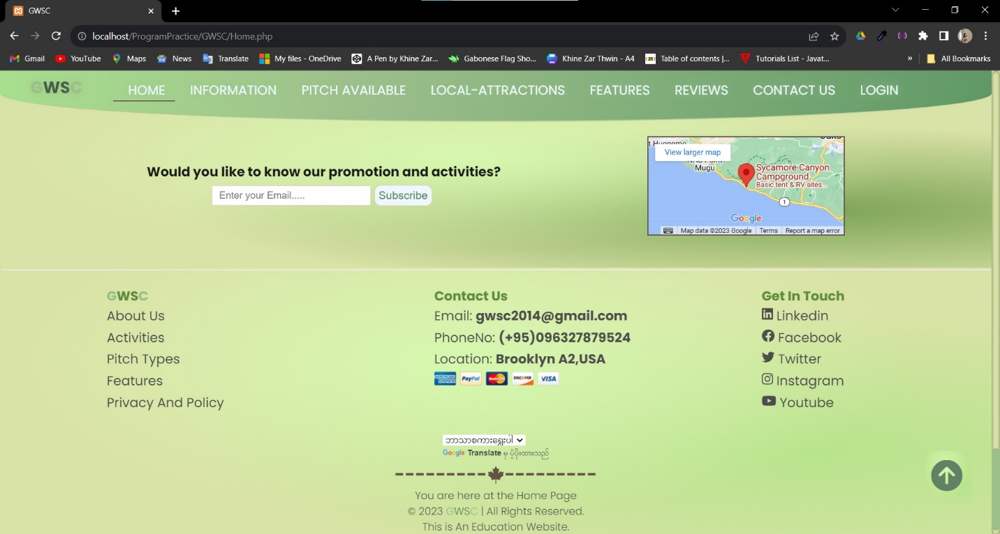 GWSC
localhost/ProgramPractice/GWSC/Home.php
Gmail YouTube Maps News Translate My files - OneDrive A Pen by Khine Zar... Gabonese Flag Sho... Khine Zar Thwin - A4 Table of contents |... Tutorials List - Javat... » All Bookmarks
GWSC HOME INFORMATION PITCH AVAILABLE LOCAL-ATTRACTIONS FEATURES REVIEWS CONTACT US LOGIN
Would you like to know our promotion and activities?
Enter your Email..... Subscribe
View larger map
Mugu
Sycamore Canyon
Campground
Basic tent & RV sites...
1
Google
Map data ©2023 Google Terms Report a map error
GWSC
About Us
Activities
Pitch Types
Features
Privacy And Policy
Contact Us
Email: gwsc2014@gmail.com
PhoneNo: (+95)096327879524
Location: Brooklyn A2,USA
AMERICAN EXPRESS PayPal MasterCard DISCOVER VISA
Get In Touch
Linkedin
Facebook
Twitter
Instagram
Youtube
ဘာသာစကားရွေးပါ
Google Translate မှ ပံ့ပိုးထားသည်
You are here at the Home Page
© 2023 GWSC | All Rights Reserved.
This is An Education Website.